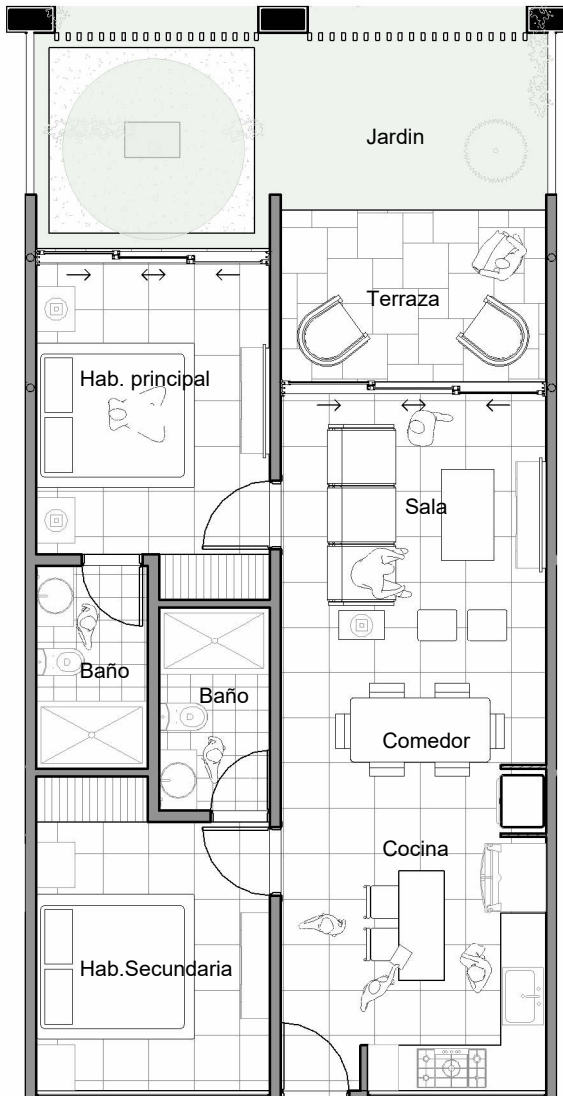 Jardin
Terraza
Hab. principal
Sala
Baño
Baño
Comedor
Cocina
Hab.Secundaria